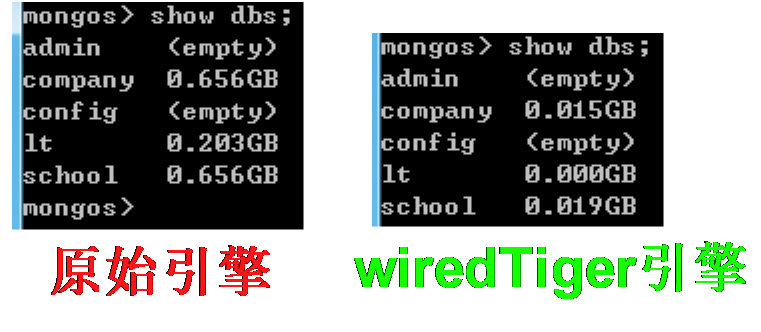 mongos> show dbs;
admin    (empty)
company  0.656GB
config   (empty)
lt       0.203GB
school   0.656GB
mongos>
原始引擎
mongos> show dbs;
admin    (empty)
company  0.015GB
config   (empty)
lt       0.000GB
school   0.019GB
wiredTiger引擎